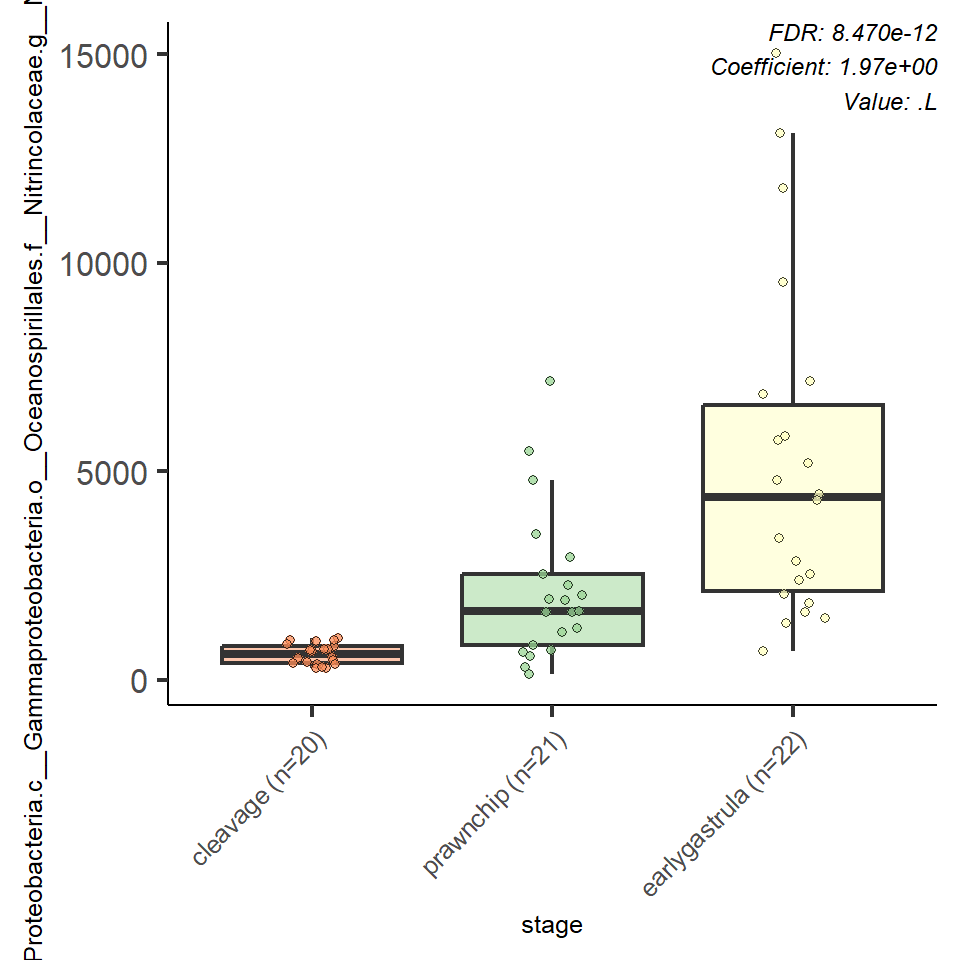 FDR: 8.470e-12
Coefficient: 1.97e+00
Value: .L
15000
10000
5000
0
Proteobacteria.c__Gammaproteobacteria.o__Oceanospirillales.f__Nitrincolaceae.g__
cleavage (n=20)
prawnchip (n=21)
earlygastrula (n=22)
stage